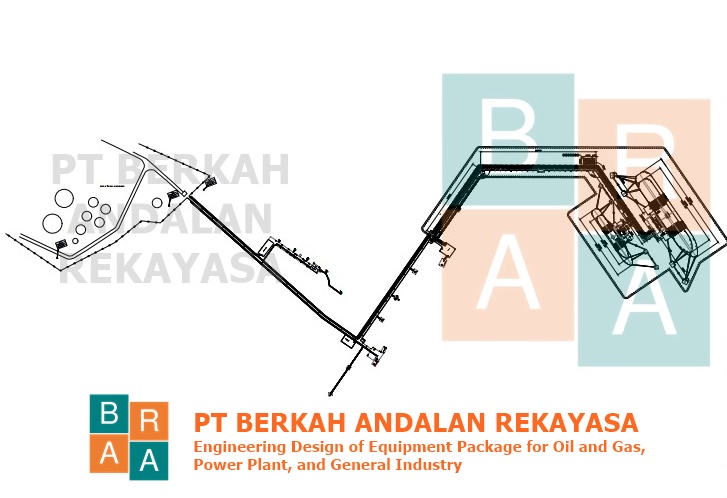 PT BERKAH
ANDALAN
REKAYASA
B R
A A
B R
A A
PT BERKAH ANDALAN REKAYASA
Engineering Design of Equipment Package for Oil and Gas,
Power Plant, and General Industry